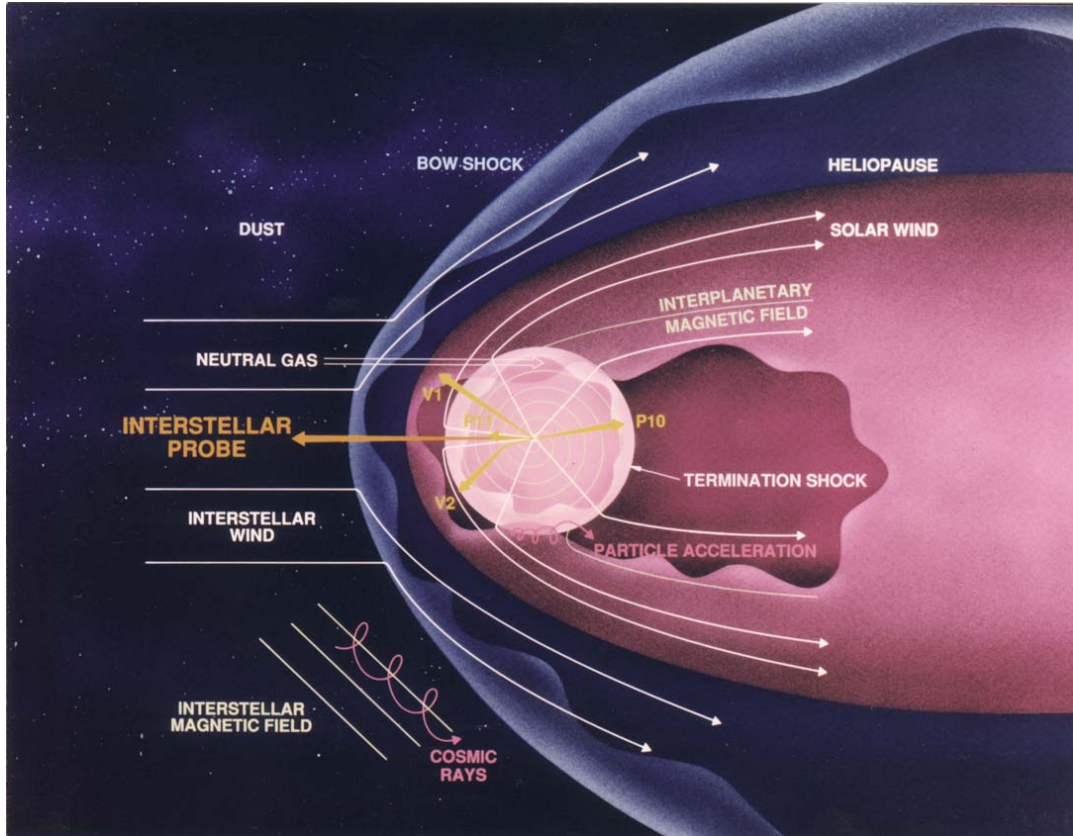 BOW SHOCK
HELIOPAUSE
DUST
SOLAR WIND
INTERPLANETARY
MAGNETIC FIELD
NEUTRAL GAS
V1
P11
P10
INTERSTELLAR
PROBE
TERMINATION SHOCK
V2
INTERSTELLAR
WIND
PARTICLE ACCELERATION
INTERSTELLAR
MAGNETIC FIELD
COSMIC
RAYS